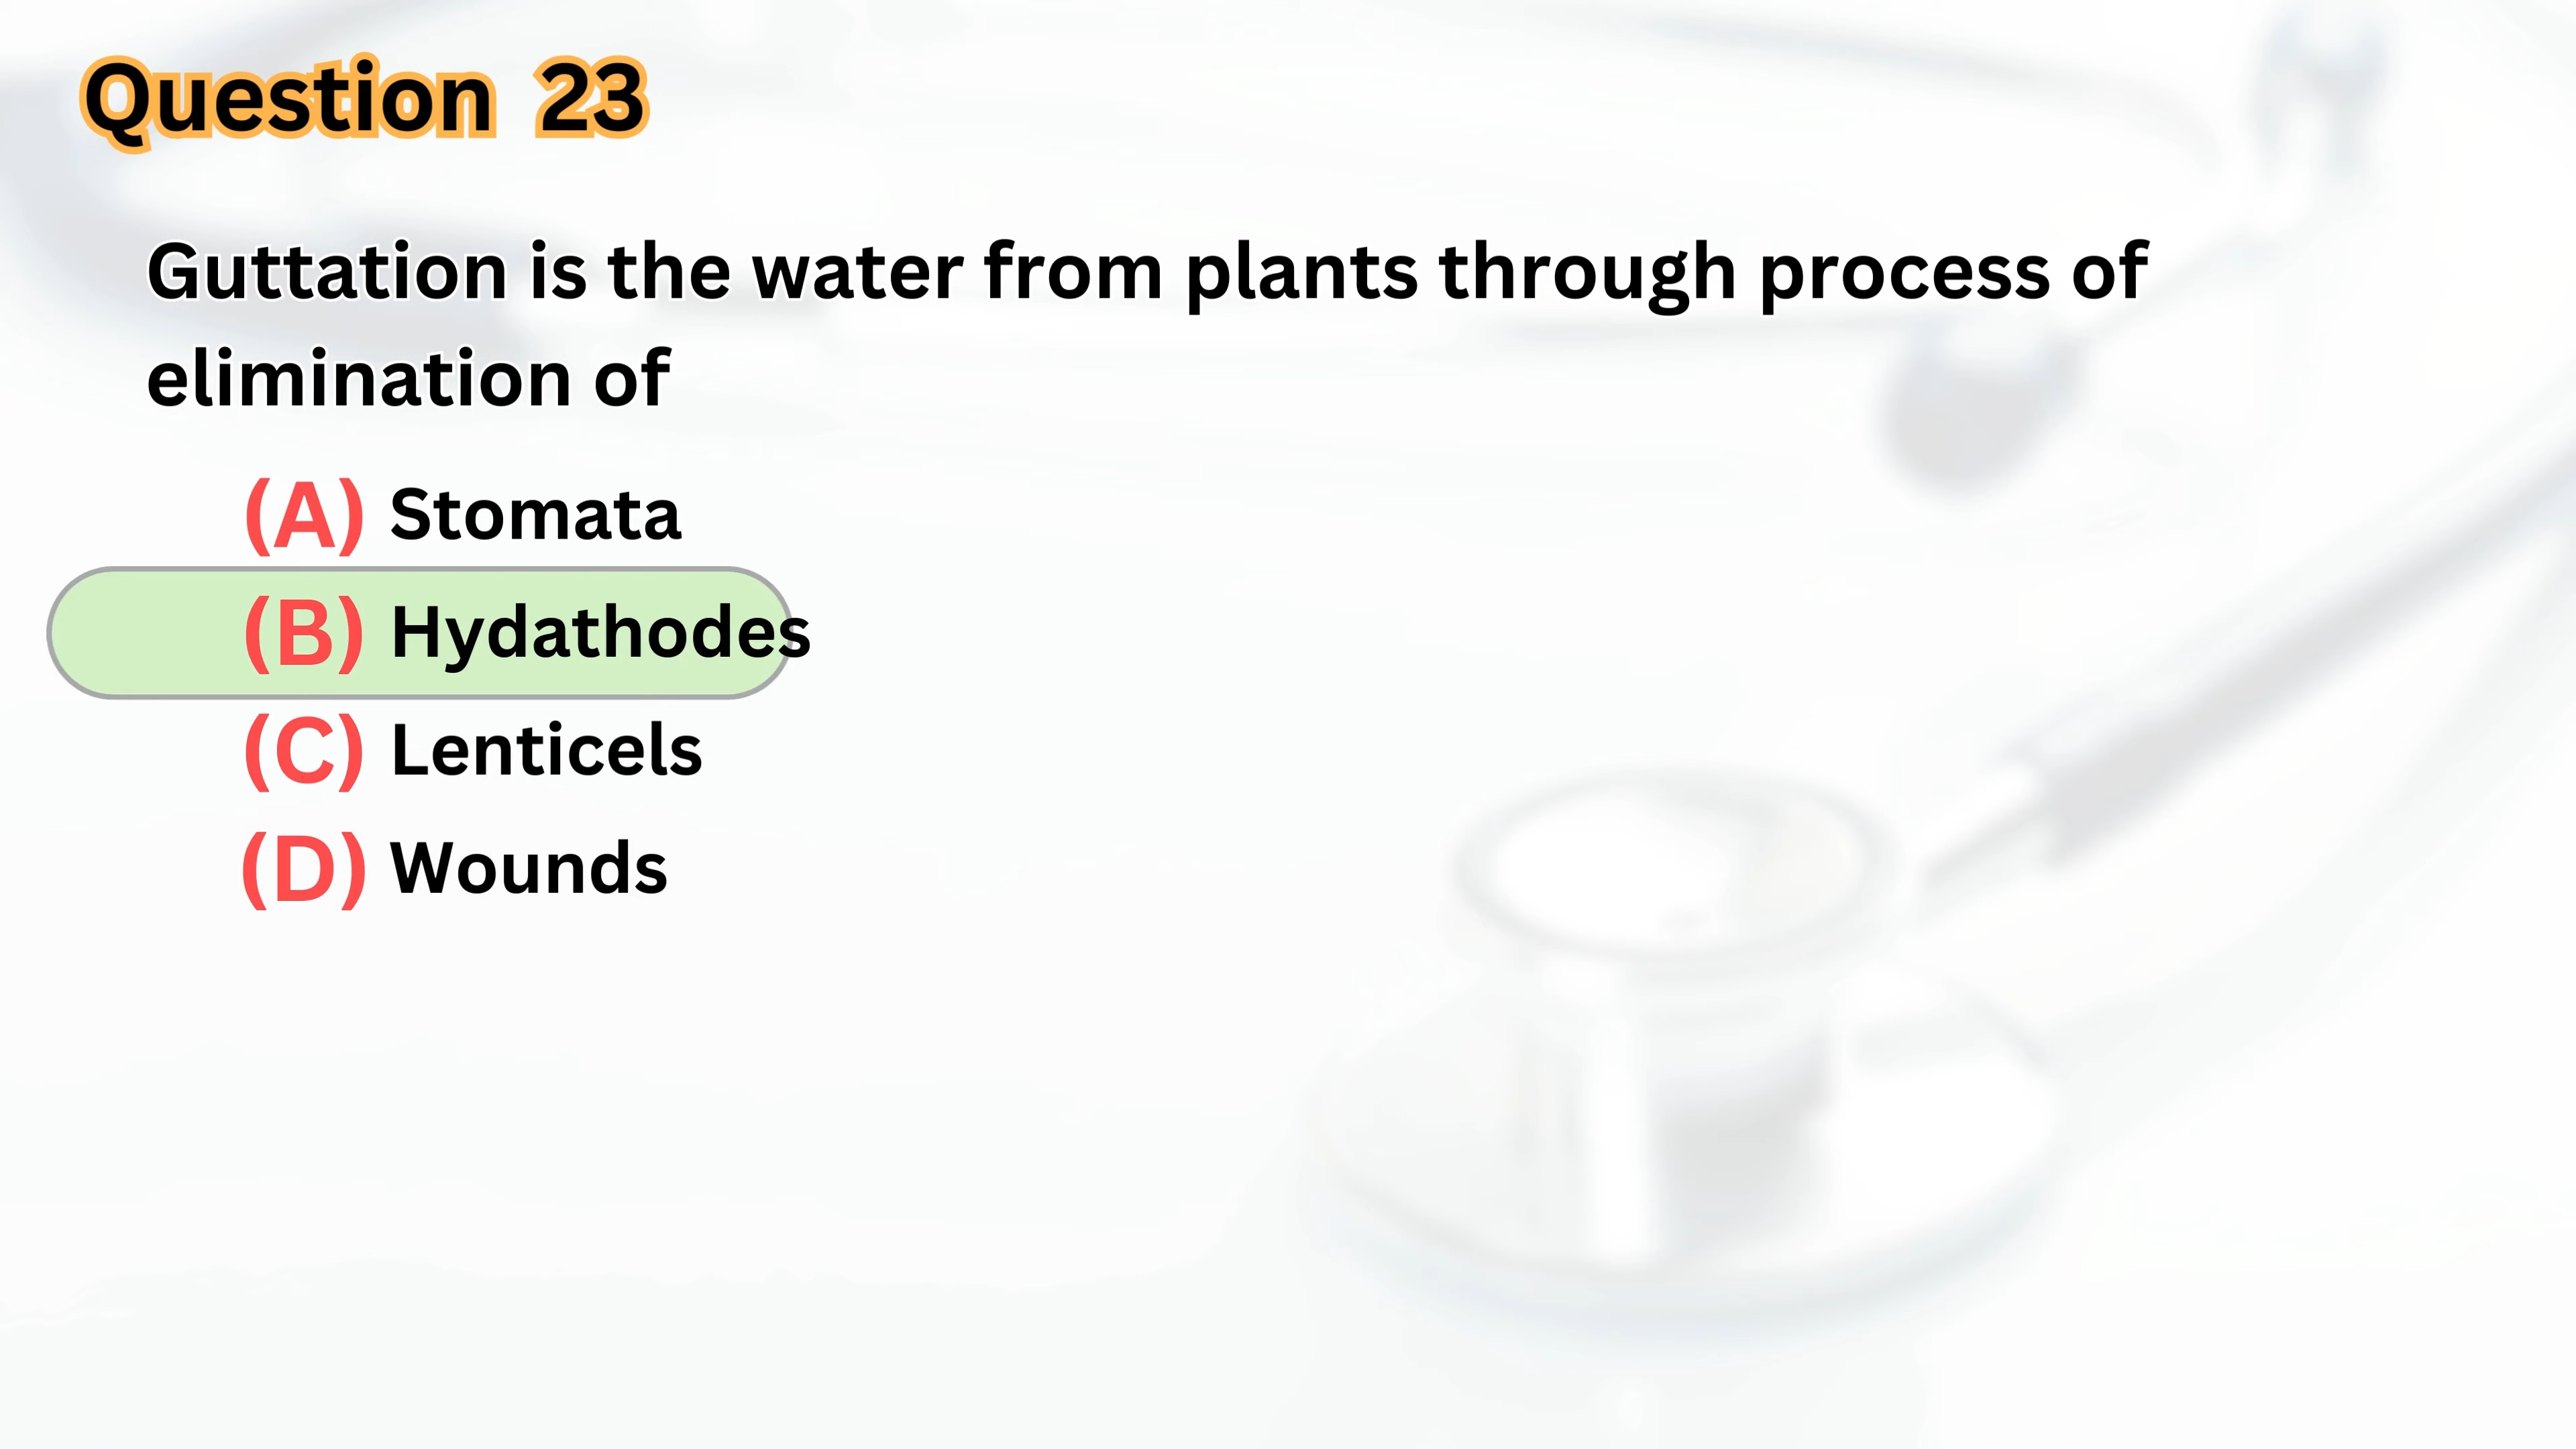 Question 23
Guttation is the water from plants through process of
elimination of
(A) Stomata
(B) Hydathodes
(C) Lenticels
(D) Wounds